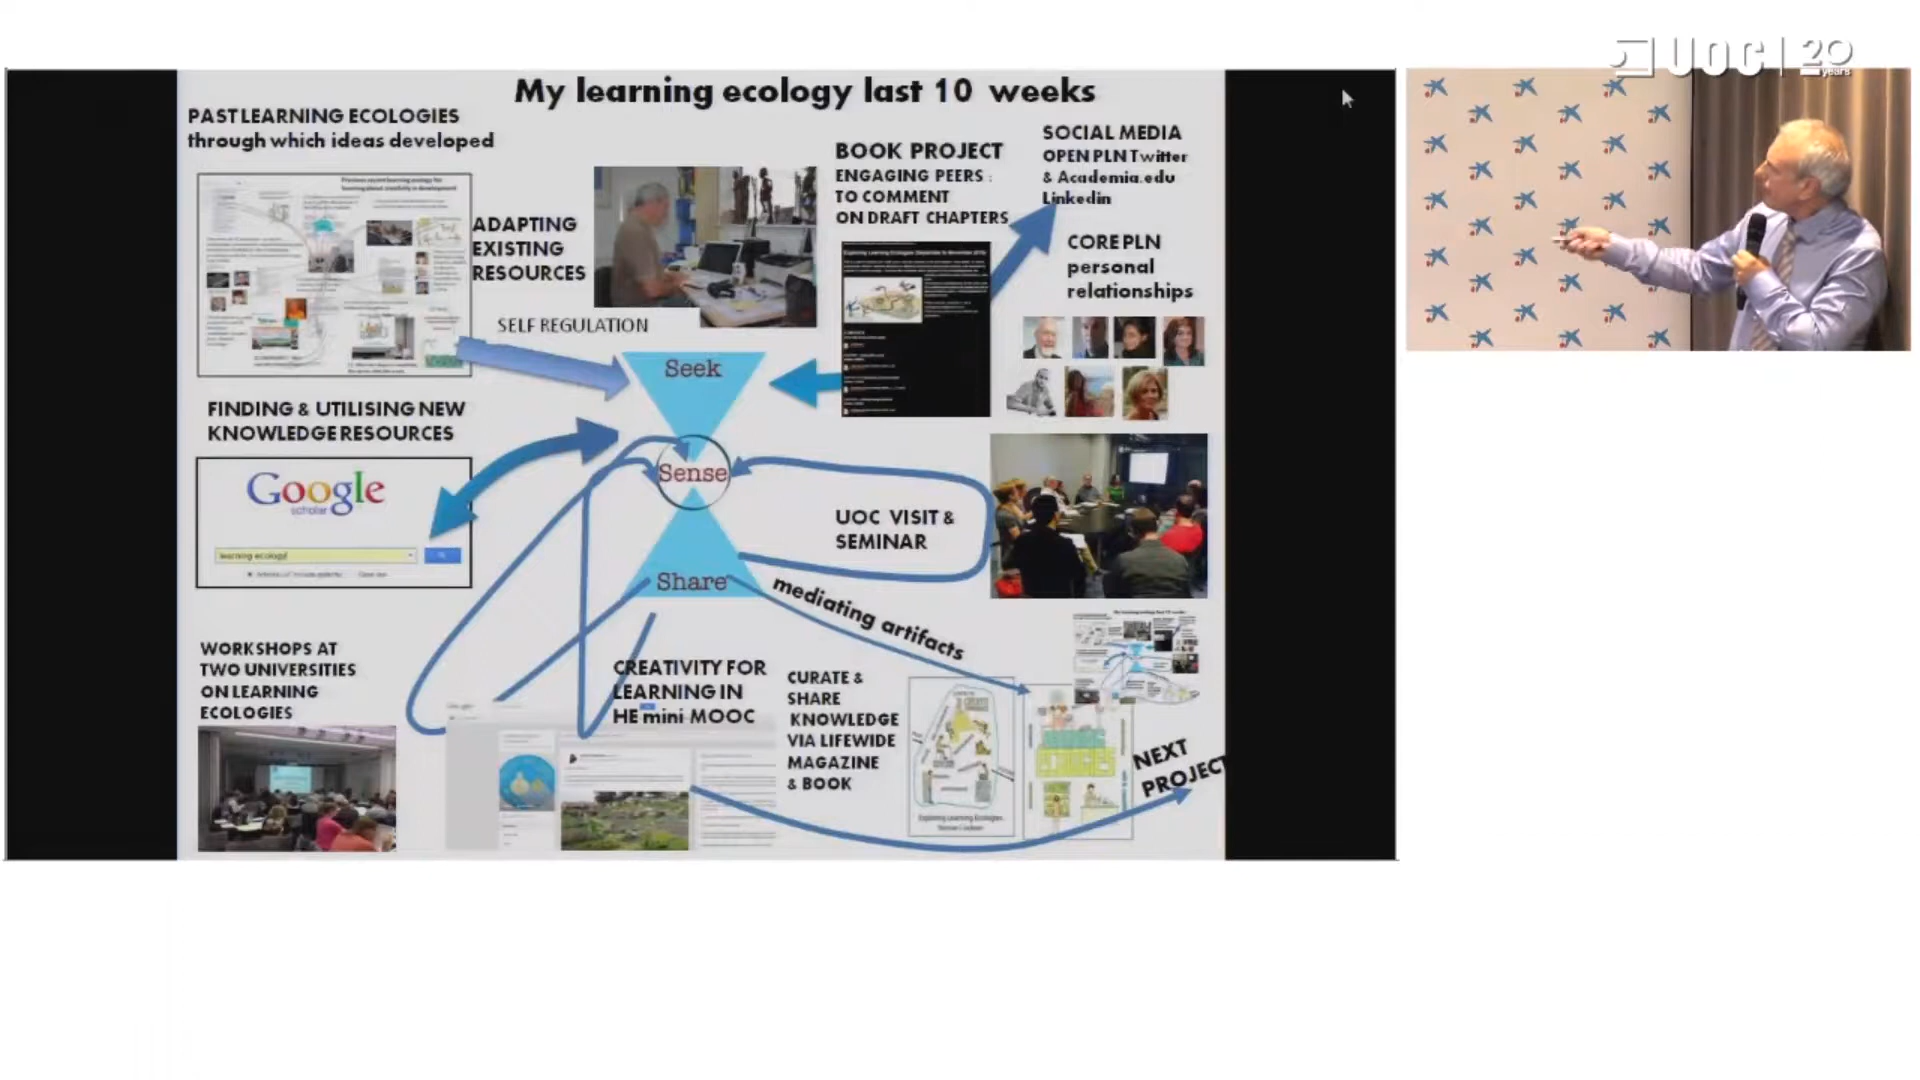 UOC | 20
years
My learning ecology last 10 weeks
PAST LEARNING ECOLOGIES
through which ideas developed
ADAPTING
EXISTING
RESOURCES
SELF REGULATION
BOOK PROJECT
ENGAGING PEERS :
TO COMMENT
ON DRAFT CHAPTERS
SOCIAL MEDIA
OPEN PLN Twitter
& Academia.edu
Linkedin
CORE PLN
personal
relationships
Seek
Sense
Share
FINDING & UTILISING NEW
KNOWLEDGE RESOURCES
Google
scholar
learning ecology
UOC VISIT &
SEMINAR
mediating artifacts
WORKSHOPS AT
TWO UNIVERSITIES
ON LEARNING
ECOLOGIES
CREATIVITY FOR
LEARNING IN
HE mini MOOC
CURATE &
SHARE
KNOWLEDGE
VIA LIFEWIDE
MAGAZINE
& BOOK
Exploring Learning Ecologies
NEXT
PROJECT